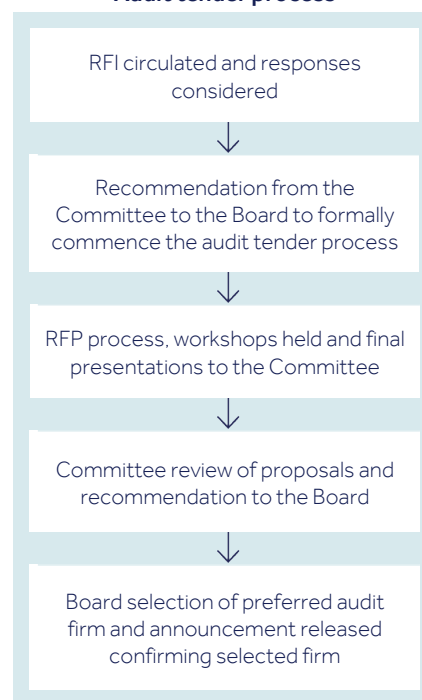 Audit tender process
RFI circulated and responses
considered
Recommendation from the
Committee to the Board to formally
commence the audit tender process
RFP process, workshops held and final
presentations to the Committee
Committee review of proposals and
recommendation to the Board
Board selection of preferred audit
firm and announcement released
confirming selected firm